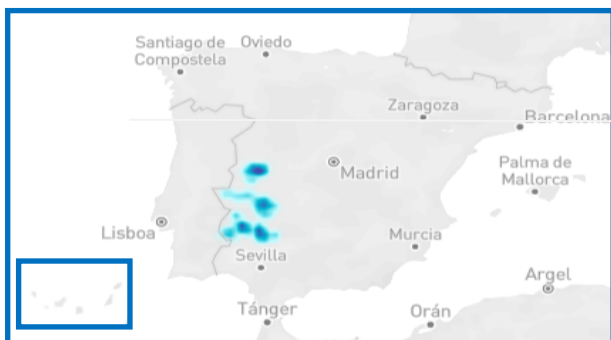 Santiago de
Compostela
Oviedo
Zaragoza
Barcelona
Madrid
Palma de
Mallorca
Lisboa
Murcia
Sevilla
Argel
Tánger
Orán